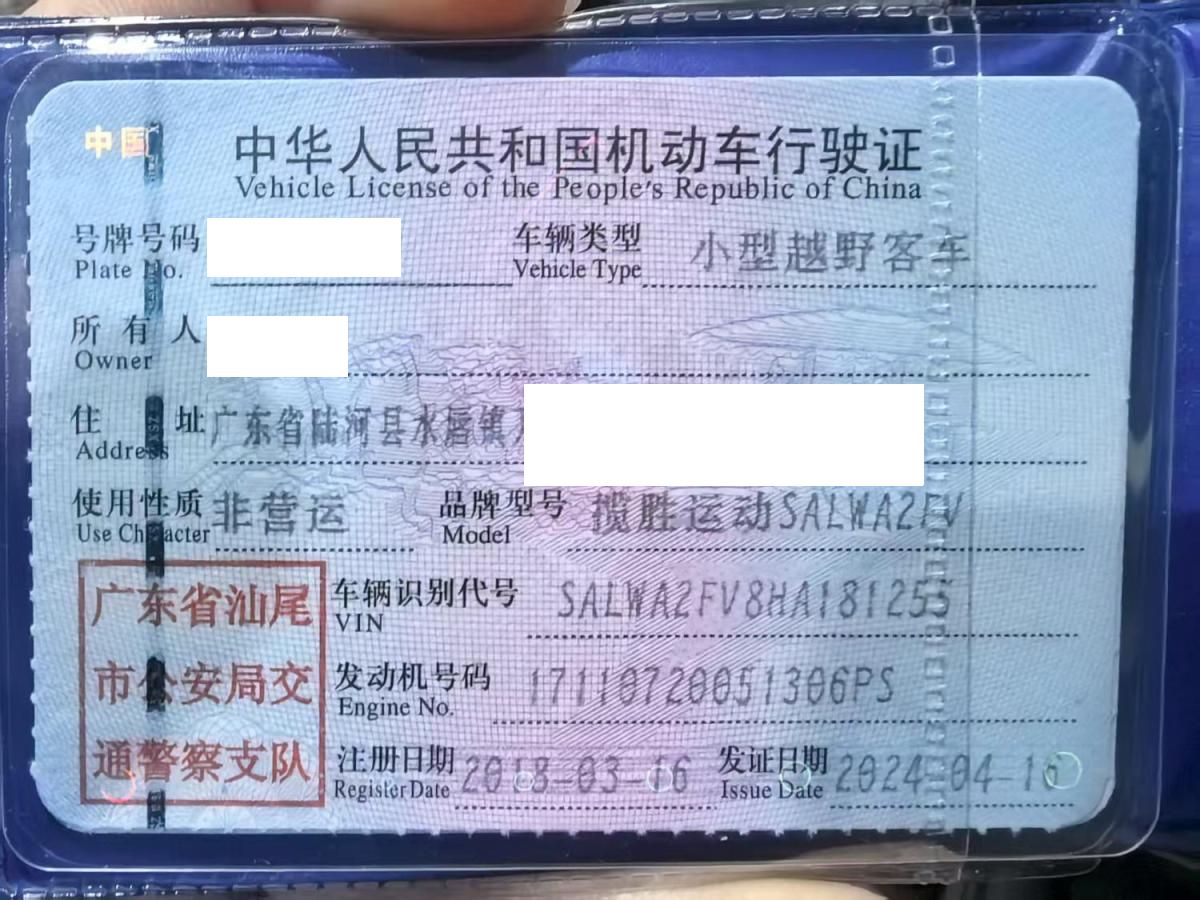 中国
中华人民共和国机动车行驶证
Vehicle License of the People's Republic of China
号牌号码 车辆类型 小型越野客车
Plate No. Vehicle Type
所有人
Owner
住址 广东省陆河县水唇镇
Address
使用性质 非营运 品牌型号 揽胜运动SALWA2FV
Use Character Model
广东省汕尾
市公安局交
通警察支队
车辆识别代号 SALWA2FV8HA181255
VIN
发动机号码 17110720051306PS
Engine No.
注册日期 2018-03-16 发证日期 2024-04-16
Register Date Issue Date